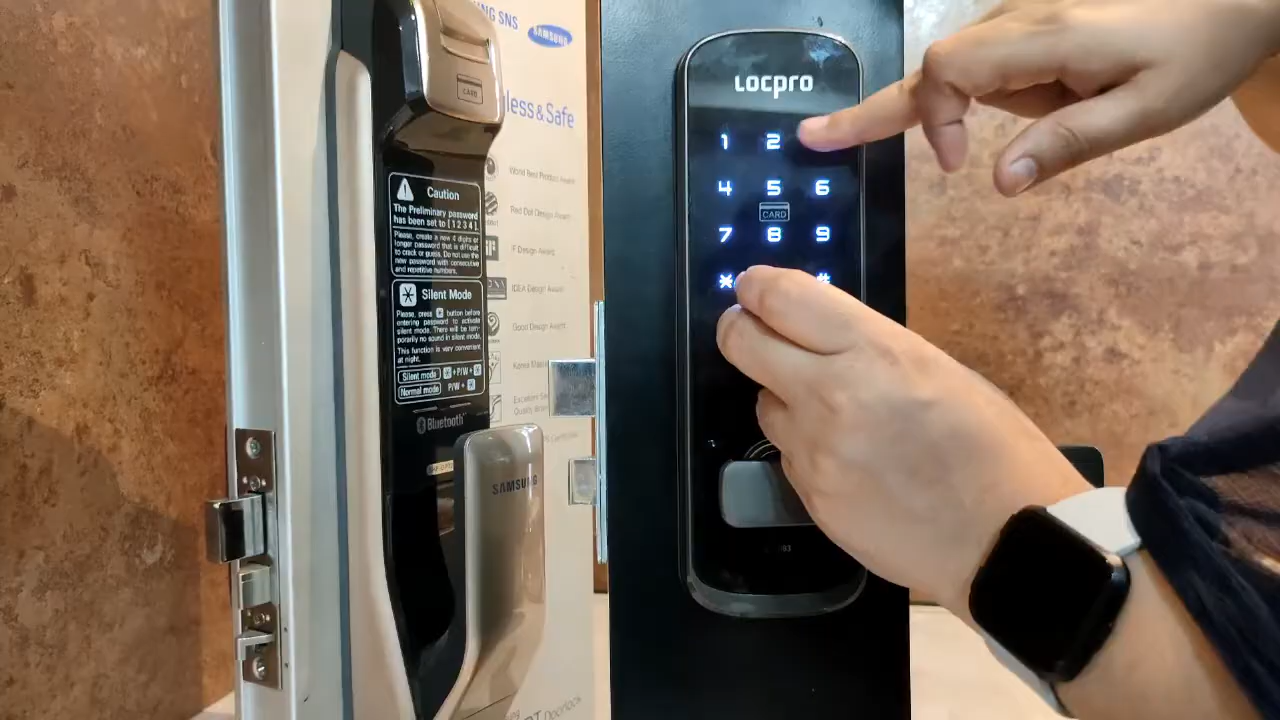 NG SNS
SAMSUNG
less & Safe
World Best Product Award
Red Dot Design Award
iF Design Award
IDEA Design Award
Good Design Award
CARD
Caution
The Preliminary password
has been set to [1234]
Please, create a new 4 digits or
longer password that is difficult
to crack or guess. Do not use the
new password with consecutive
and repetitive numbers.
Silent Mode
Please, press * button before
entering password to activate
silent mode. There will be tem-
porarily no sound in silent mode.
This function is very convenient
at night.
Silent mode * + P/W + *
Normal mode P/W + *
Bluetooth
SAMSUNG
Doorlock
LOCPRO
1 2
4 5 6
CARD
7 8 9
* #